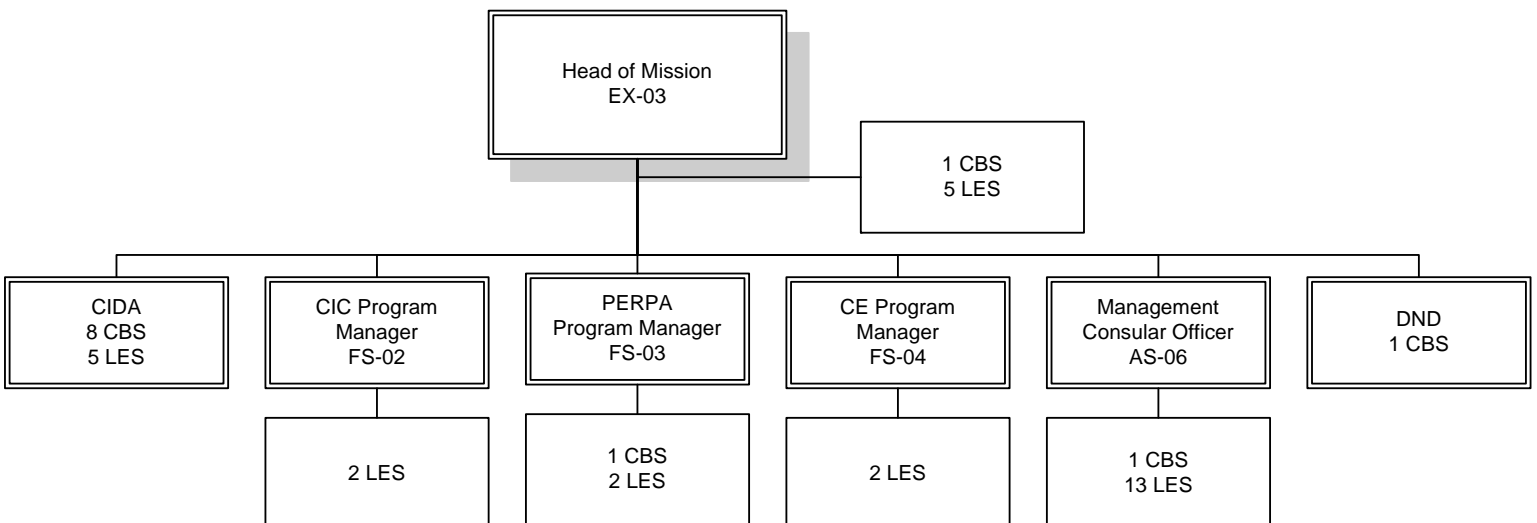 Head of Mission
EX-03
1 CBS
5 LES
CIDA
8 CBS
5 LES
CIC Program
Manager
FS-02
PERPA
Program Manager
FS-03
CE Program
Manager
FS-04
Management
Consular Officer
AS-06
DND
1 CBS
2 LES
1 CBS
2 LES
2 LES
1 CBS
13 LES